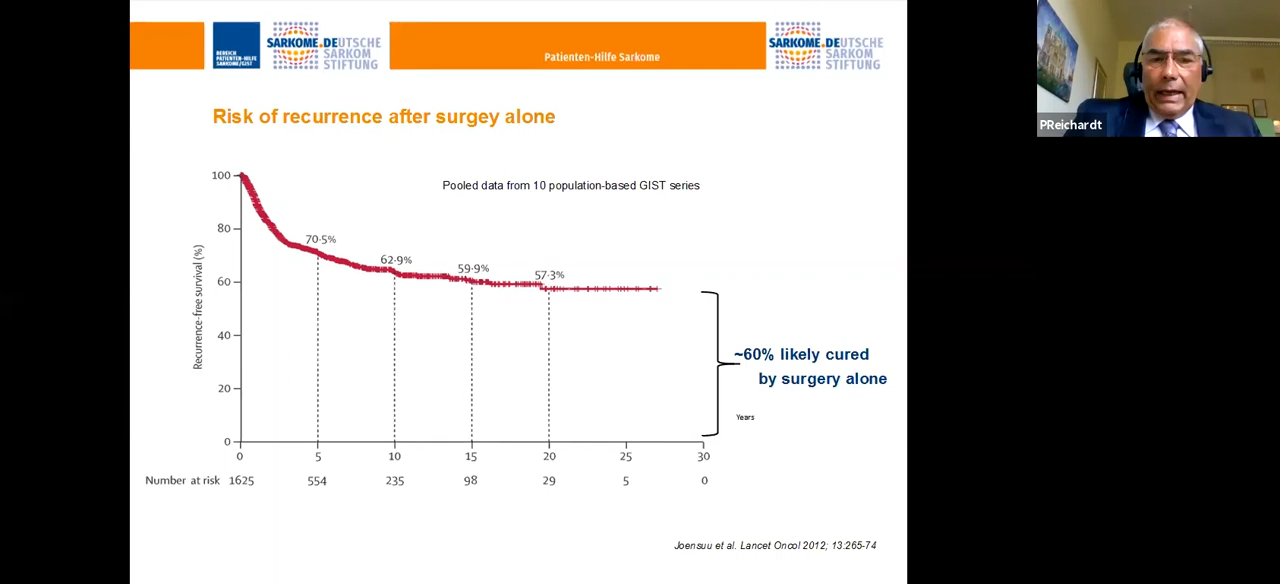 BEREICH
PATIENTEN-HILFE
SARKOME/GIST
SARKOME.DEUTSCHE
SARKOM
STIFTUNG
Patienten-Hilfe Sarkome
SARKOME.DEUTSCHE
SARKOM
STIFTUNG
PReichardt
Risk of recurrence after surgey alone
Pooled data from 10 population-based GIST series
Recurrence-free survival (%)
100
80
60
40
20
0
70·5%
62·9%
59·9%
57·3%
~60% likely cured
by surgery alone
Years
0 5 10 15 20 25 30
Number at risk 1625 554 235 98 29 5 0
Joensuu et al. Lancet Oncol 2012; 13:265-74